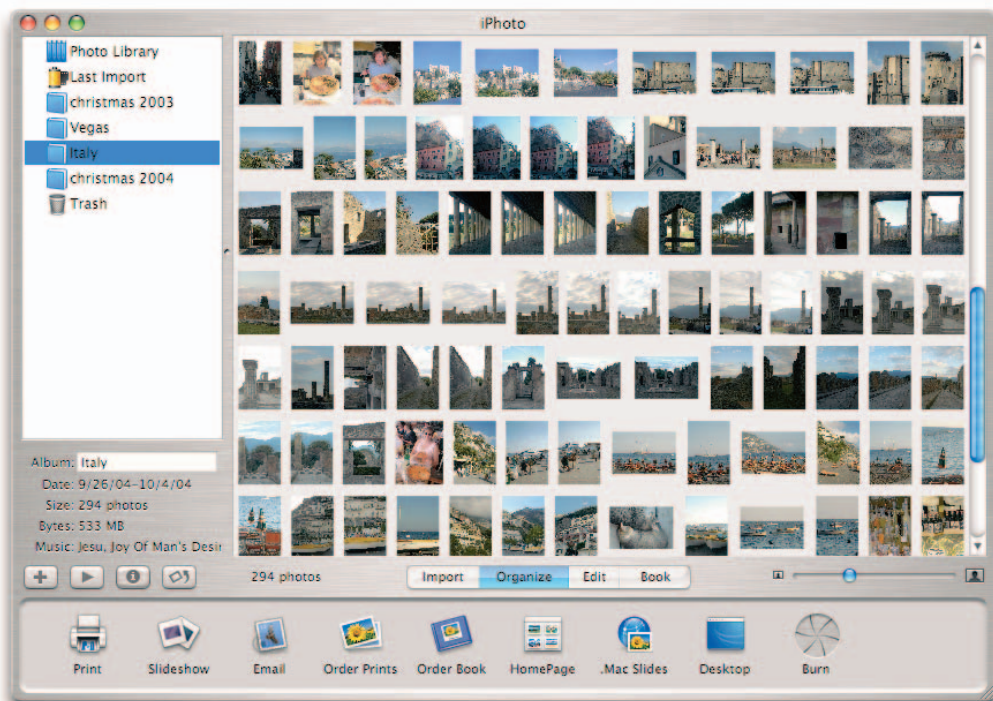 iPhoto
Photo Library
Last Import
christmas 2003
Vegas
Italy
christmas 2004
Trash
Album: Italy
Date: 9/26/04–10/4/04
Size: 294 photos
Bytes: 533 MB
Music: Jesu, Joy Of Man's Desir
294 photos
Import Organize Edit Book
Print Slideshow Email Order Prints Order Book HomePage .Mac Slides Desktop Burn